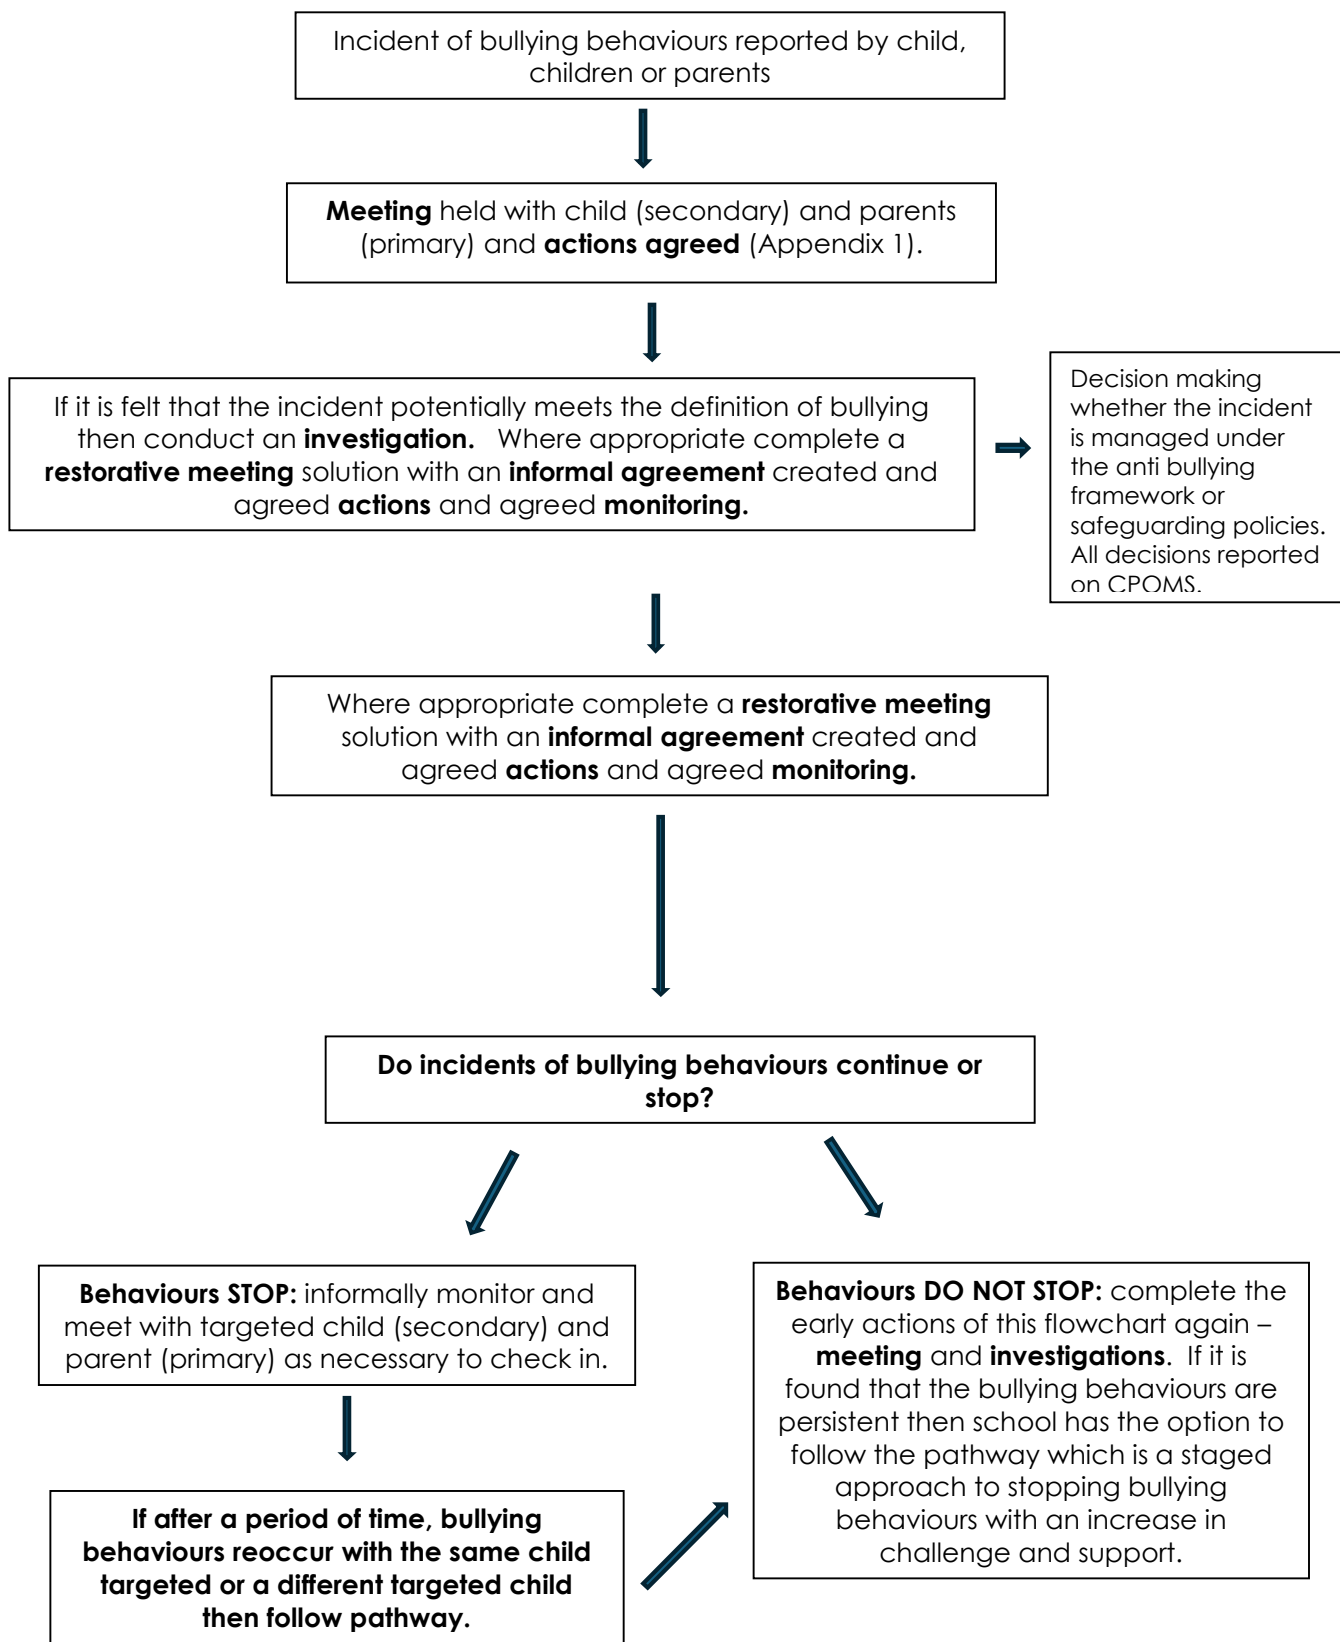 Incident of bullying behaviours reported by child,
children or parents
Meeting held with child (secondary) and parents
(primary) and actions agreed (Appendix 1).
If it is felt that the incident potentially meets the definition of bullying
then conduct an investigation.   Where appropriate complete a
restorative meeting solution with an informal agreement created and
agreed actions and agreed monitoring.
Decision making
whether the incident
is managed under
the anti bullying
framework or
safeguarding policies.
All decisions reported
on CPOMS.
Where appropriate complete a restorative meeting
solution with an informal agreement created and
agreed actions and agreed monitoring.
Do incidents of bullying behaviours continue or
stop?
Behaviours STOP: informally monitor and
meet with targeted child (secondary) and
parent (primary) as necessary to check in.
Behaviours DO NOT STOP: complete the
early actions of this flowchart again –
meeting and investigations.  If it is
found that the bullying behaviours are
persistent then school has the option to
follow the pathway which is a staged
approach to stopping bullying
behaviours with an increase in
challenge and support.
If after a period of time, bullying
behaviours reoccur with the same child
targeted or a different targeted child
then follow pathway.